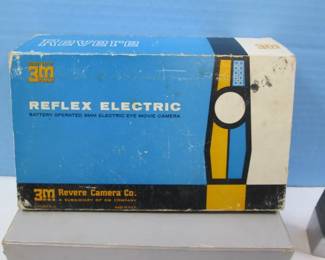 Revere 3M
3M
REFLEX ELECTRIC
BATTERY OPERATED 8MM ELECTRIC EYE MOVIE CAMERA
3M Revere Camera Co.
A SUBSIDIARY OF 3M COMPANY